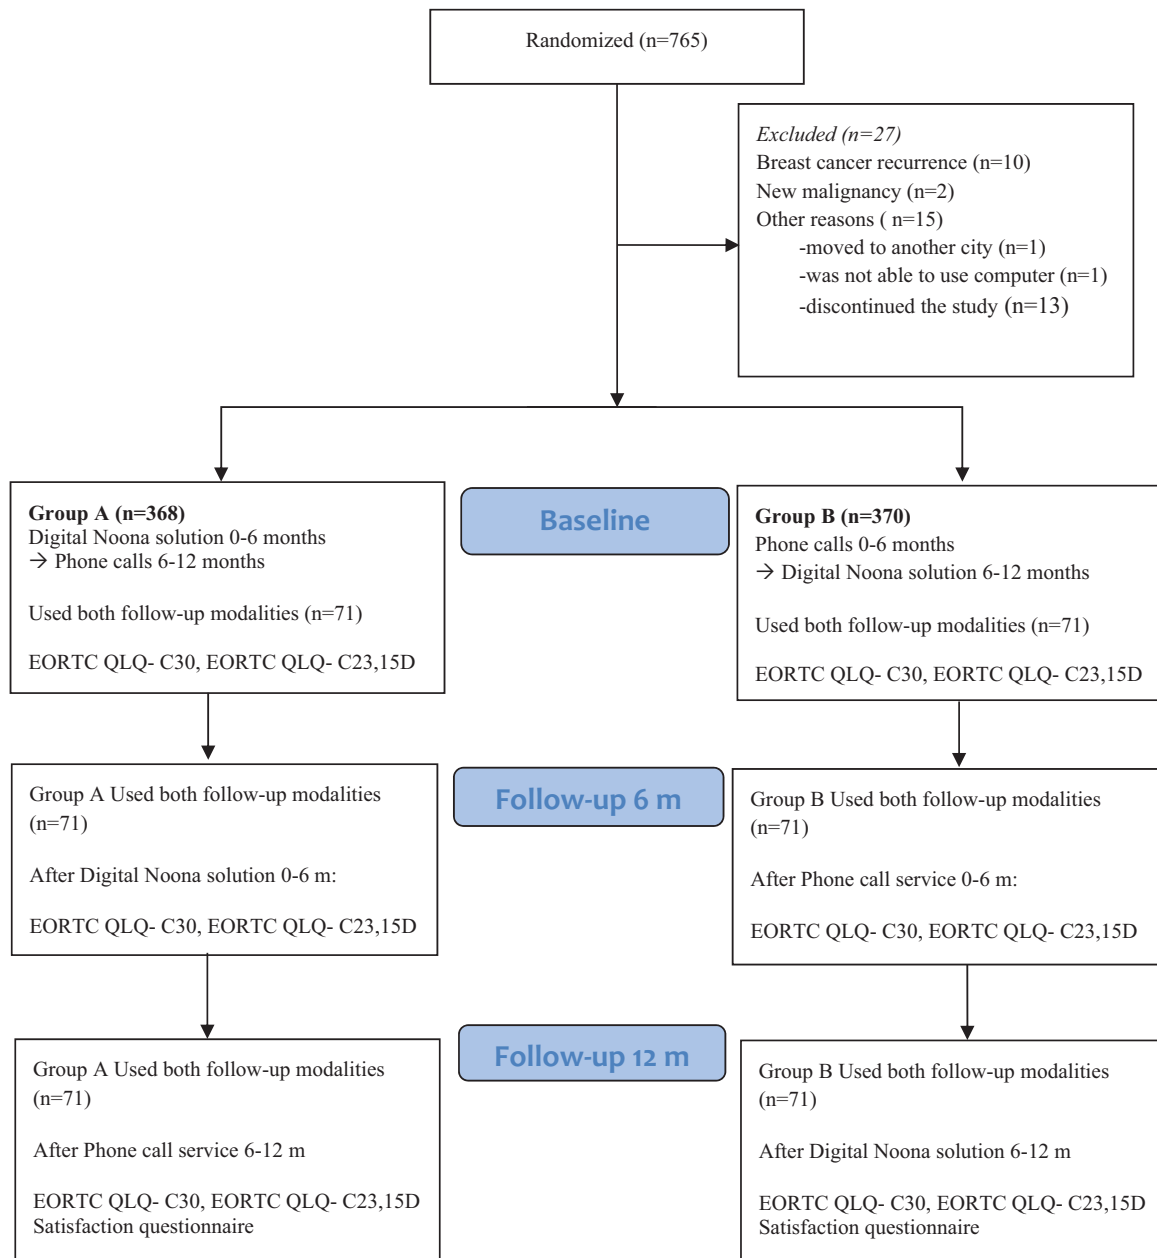 Randomized (n=765)
Excluded (n=27)
Breast cancer recurrence (n=10)
New malignancy (n=2)
Other reasons ( n=15)
-moved to another city (n=1)
-was not able to use computer (n=1)
-discontinued the study (n=13)
Group A (n=368)
Digital Noona solution 0-6 months
→ Phone calls 6-12 months
Used both follow-up modalities (n=71)
EORTC QLQ- C30, EORTC QLQ- C23,15D
Baseline
Group B (n=370)
Phone calls 0-6 months
→ Digital Noona solution 6-12 months
Used both follow-up modalities (n=71)
EORTC QLQ- C30, EORTC QLQ- C23,15D
Group A Used both follow-up modalities
(n=71)
After Digital Noona solution 0-6 m:
EORTC QLQ- C30, EORTC QLQ- C23,15D
Follow-up 6 m
Group B Used both follow-up modalities
(n=71)
After Phone call service 0-6 m:
EORTC QLQ- C30, EORTC QLQ- C23,15D
Group A Used both follow-up modalities
(n=71)
After Phone call service 6-12 m
EORTC QLQ- C30, EORTC QLQ- C23,15D
Satisfaction questionnaire
Follow-up 12 m
Group B Used both follow-up modalities
(n=71)
After Digital Noona solution 6-12 m
EORTC QLQ- C30, EORTC QLQ- C23,15D
Satisfaction questionnaire